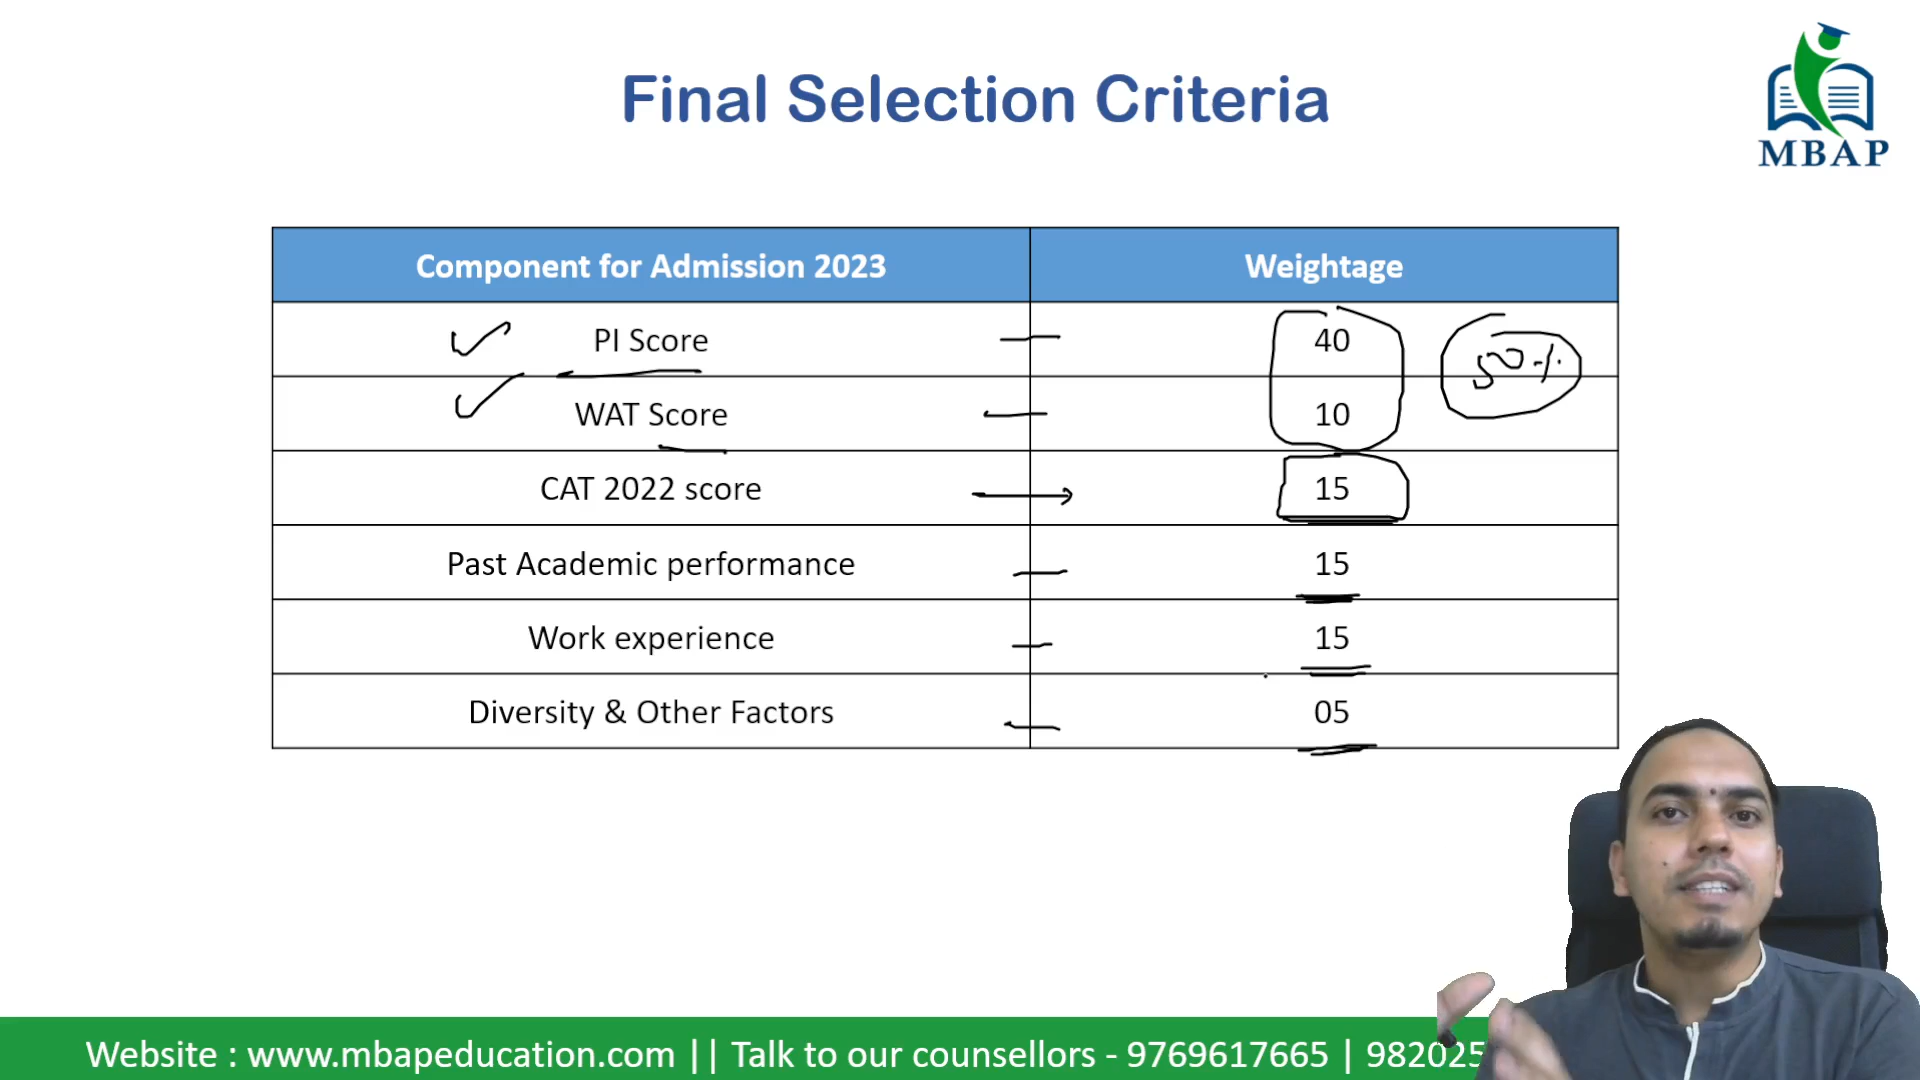 Final Selection Criteria
MBAP
Component for Admission 2023 Weightage
PI Score 40
50%
WAT Score 10
CAT 2022 score 15
Past Academic performance 15
Work experience 15
Diversity & Other Factors 05
Website : www.mbapeducation.com || Talk to our counsellors - 9769617665 | 982025